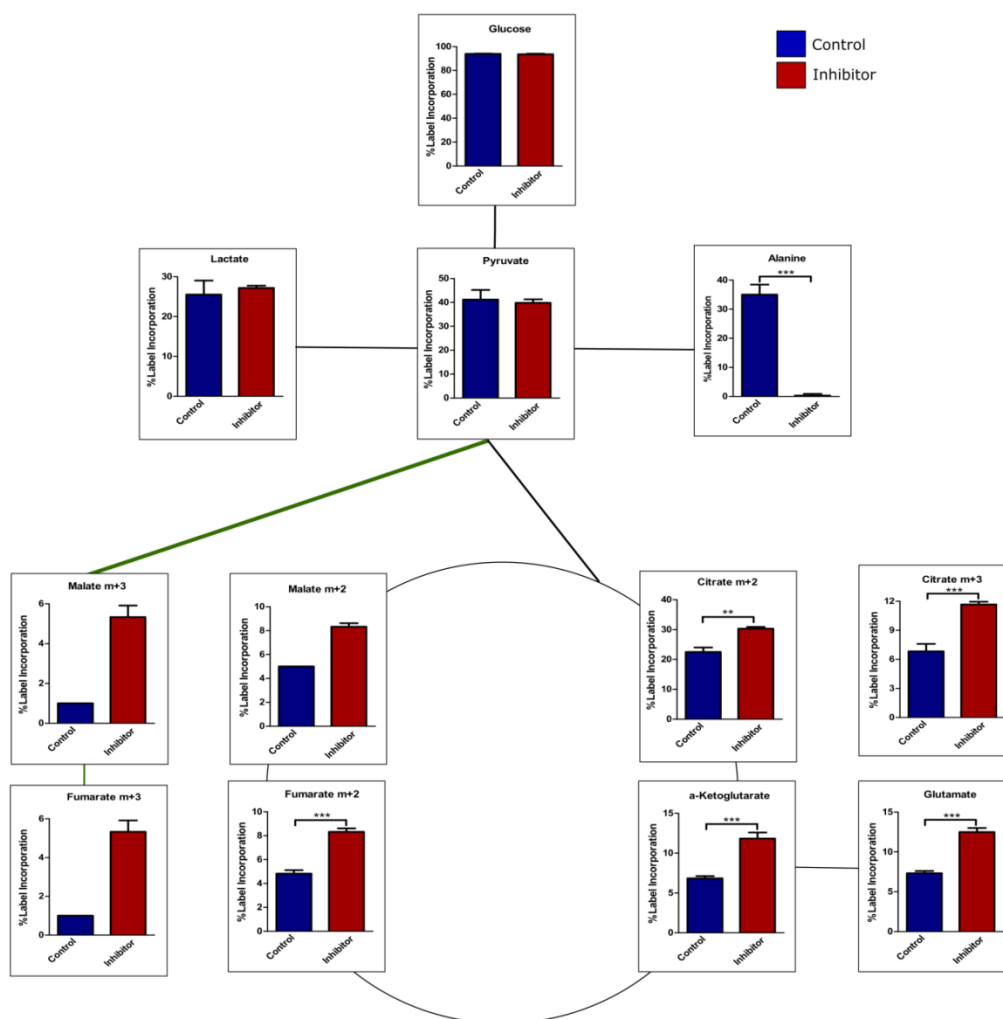 Glucose
%Label Incorporation
100
80
60
40
20
0
Control
Inhibitor
Control
Inhibitor
Lactate
%Label Incorporation
30
20
10
0
Control
Inhibitor
Pyruvate
%Label Incorporation
50
40
30
20
10
0
Control
Inhibitor
Alanine
***
%Label Incorporation
40
30
20
10
0
Control
Inhibitor
Malate m+3
%Label Incorporation
6
4
2
0
Control
Inhibitor
Malate m+2
%Label Incorporation
10
8
6
4
2
0
Control
Inhibitor
Citrate m+2
**
%Label Incorporation
40
30
20
10
0
Control
Inhibitor
Citrate m+3
***
%Label Incorporation
12
9
6
3
0
Control
Inhibitor
Fumarate m+3
%Label Incorporation
6
4
2
0
Control
Inhibitor
Fumarate m+2
***
%Label Incorporation
10
8
6
4
2
0
Control
Inhibitor
a-Ketoglutarate
***
%Label Incorporation
15
10
5
0
Control
Inhibitor
Glutamate
***
%Label Incorporation
15
10
5
0
Control
Inhibitor